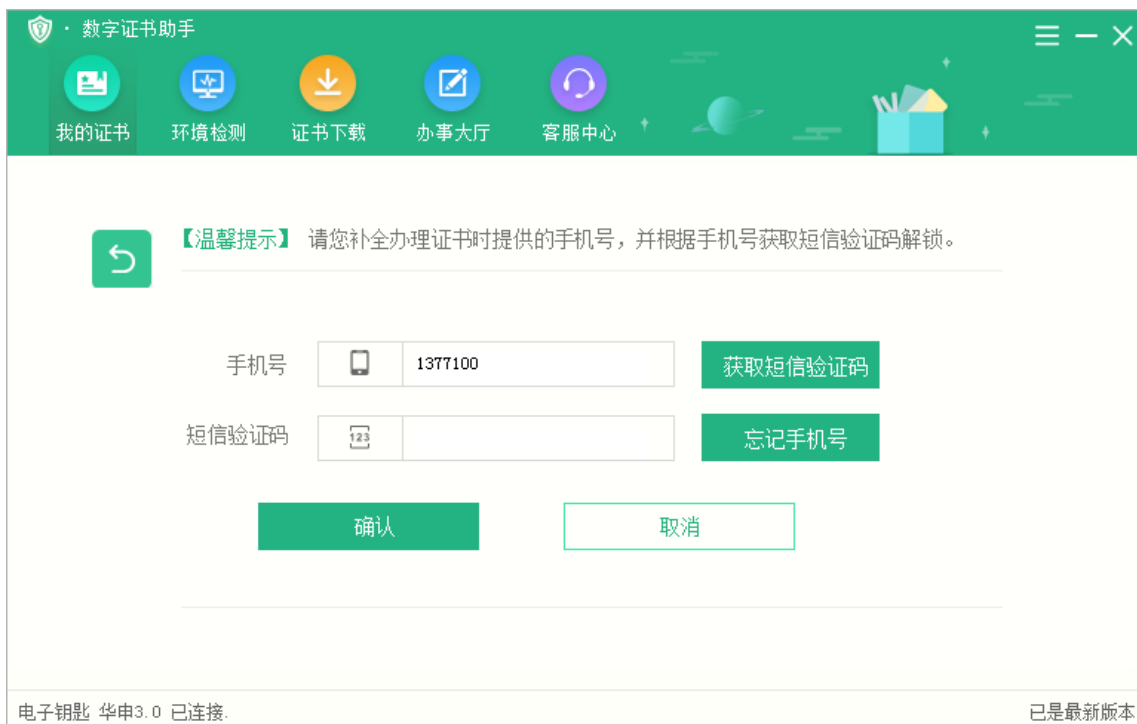 · 数字证书助手
我的证书 环境检测 证书下载 办事大厅 客服中心
【温馨提示】 请您补全办理证书时提供的手机号，并根据手机号获取短信验证码解锁。
手机号 1377100 获取短信验证码
短信验证码 123 忘记手机号
确认 取消
电子钥匙 华申3.0 已连接. 已是最新版本